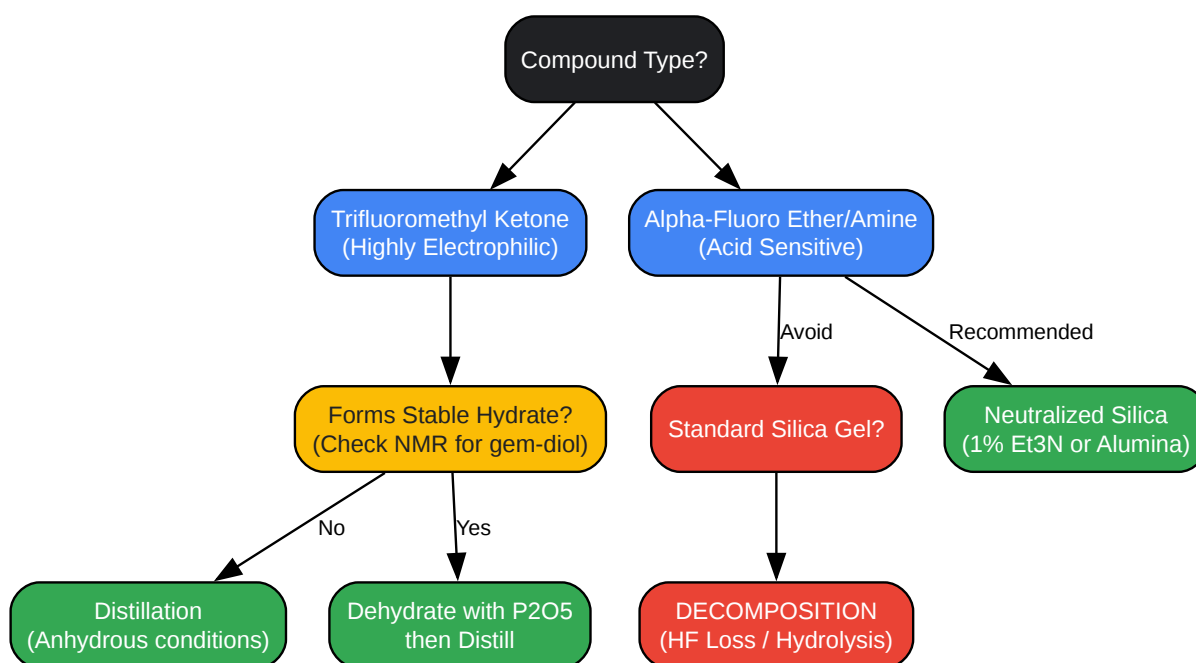 Compound Type?
Trifluoromethyl Ketone
(Highly Electrophilic)
Alpha-Fluoro Ether/Amine
(Acid Sensitive)
Avoid
Recommended
Forms Stable Hydrate?
(Check NMR for gem-diol)
Standard Silica Gel?
Neutralized Silica
(1% Et3N or Alumina)
No
Yes
Distillation
(Anhydrous conditions)
Dehydrate with P2O5
then Distill
DECOMPOSITION
(HF Loss / Hydrolysis)